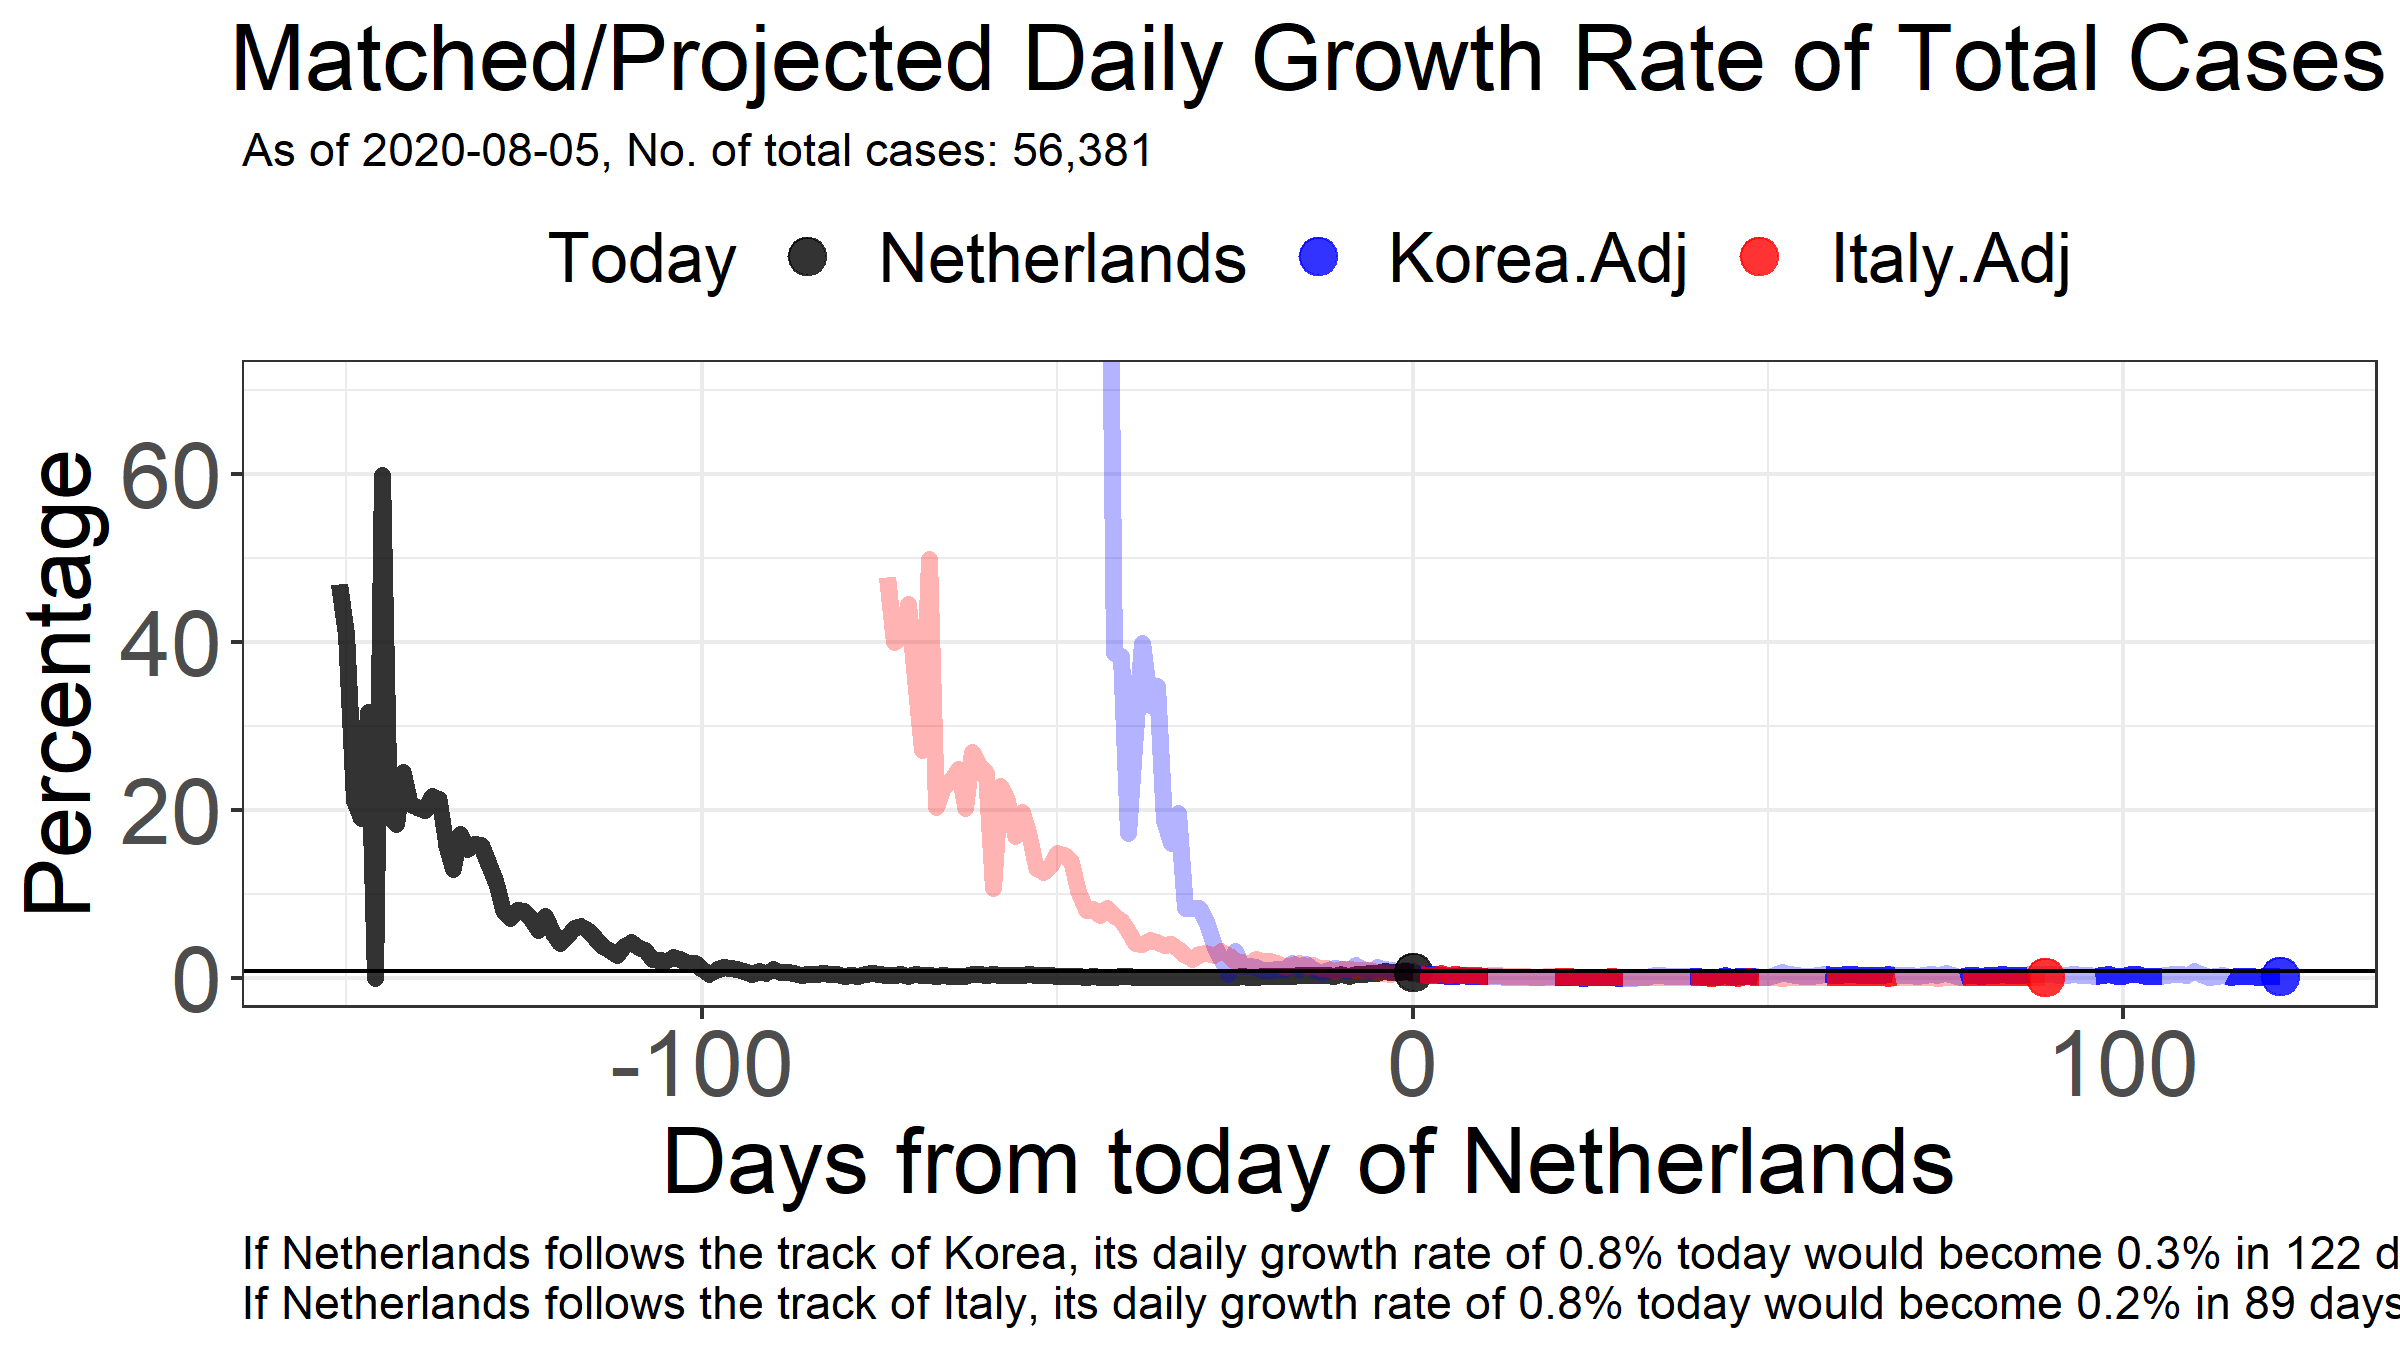 Matched/Projected Daily Growth Rate of Total Cases
As of 2020-08-05, No. of total cases: 56,381
Today Netherlands Korea.Adj Italy.Adj
Percentage
60
40
20
0
-100 0 100
Days from today of Netherlands
If Netherlands follows the track of Korea, its daily growth rate of 0.8% today would become 0.3% in 122 d
If Netherlands follows the track of Italy, its daily growth rate of 0.8% today would become 0.2% in 89 days